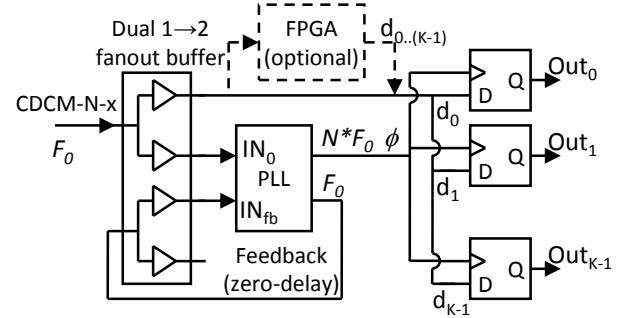 Dual 1→2
fanout buffer
FPGA
(optional)
d0..(K-1)
CDCM-N-x
F0
IN0
PLL
INfb
N*F0 ϕ
F0
Feedback
(zero-delay)
Q
D
Out0
d0
Q
D
Out1
d1
Q
D
OutK-1
dK-1